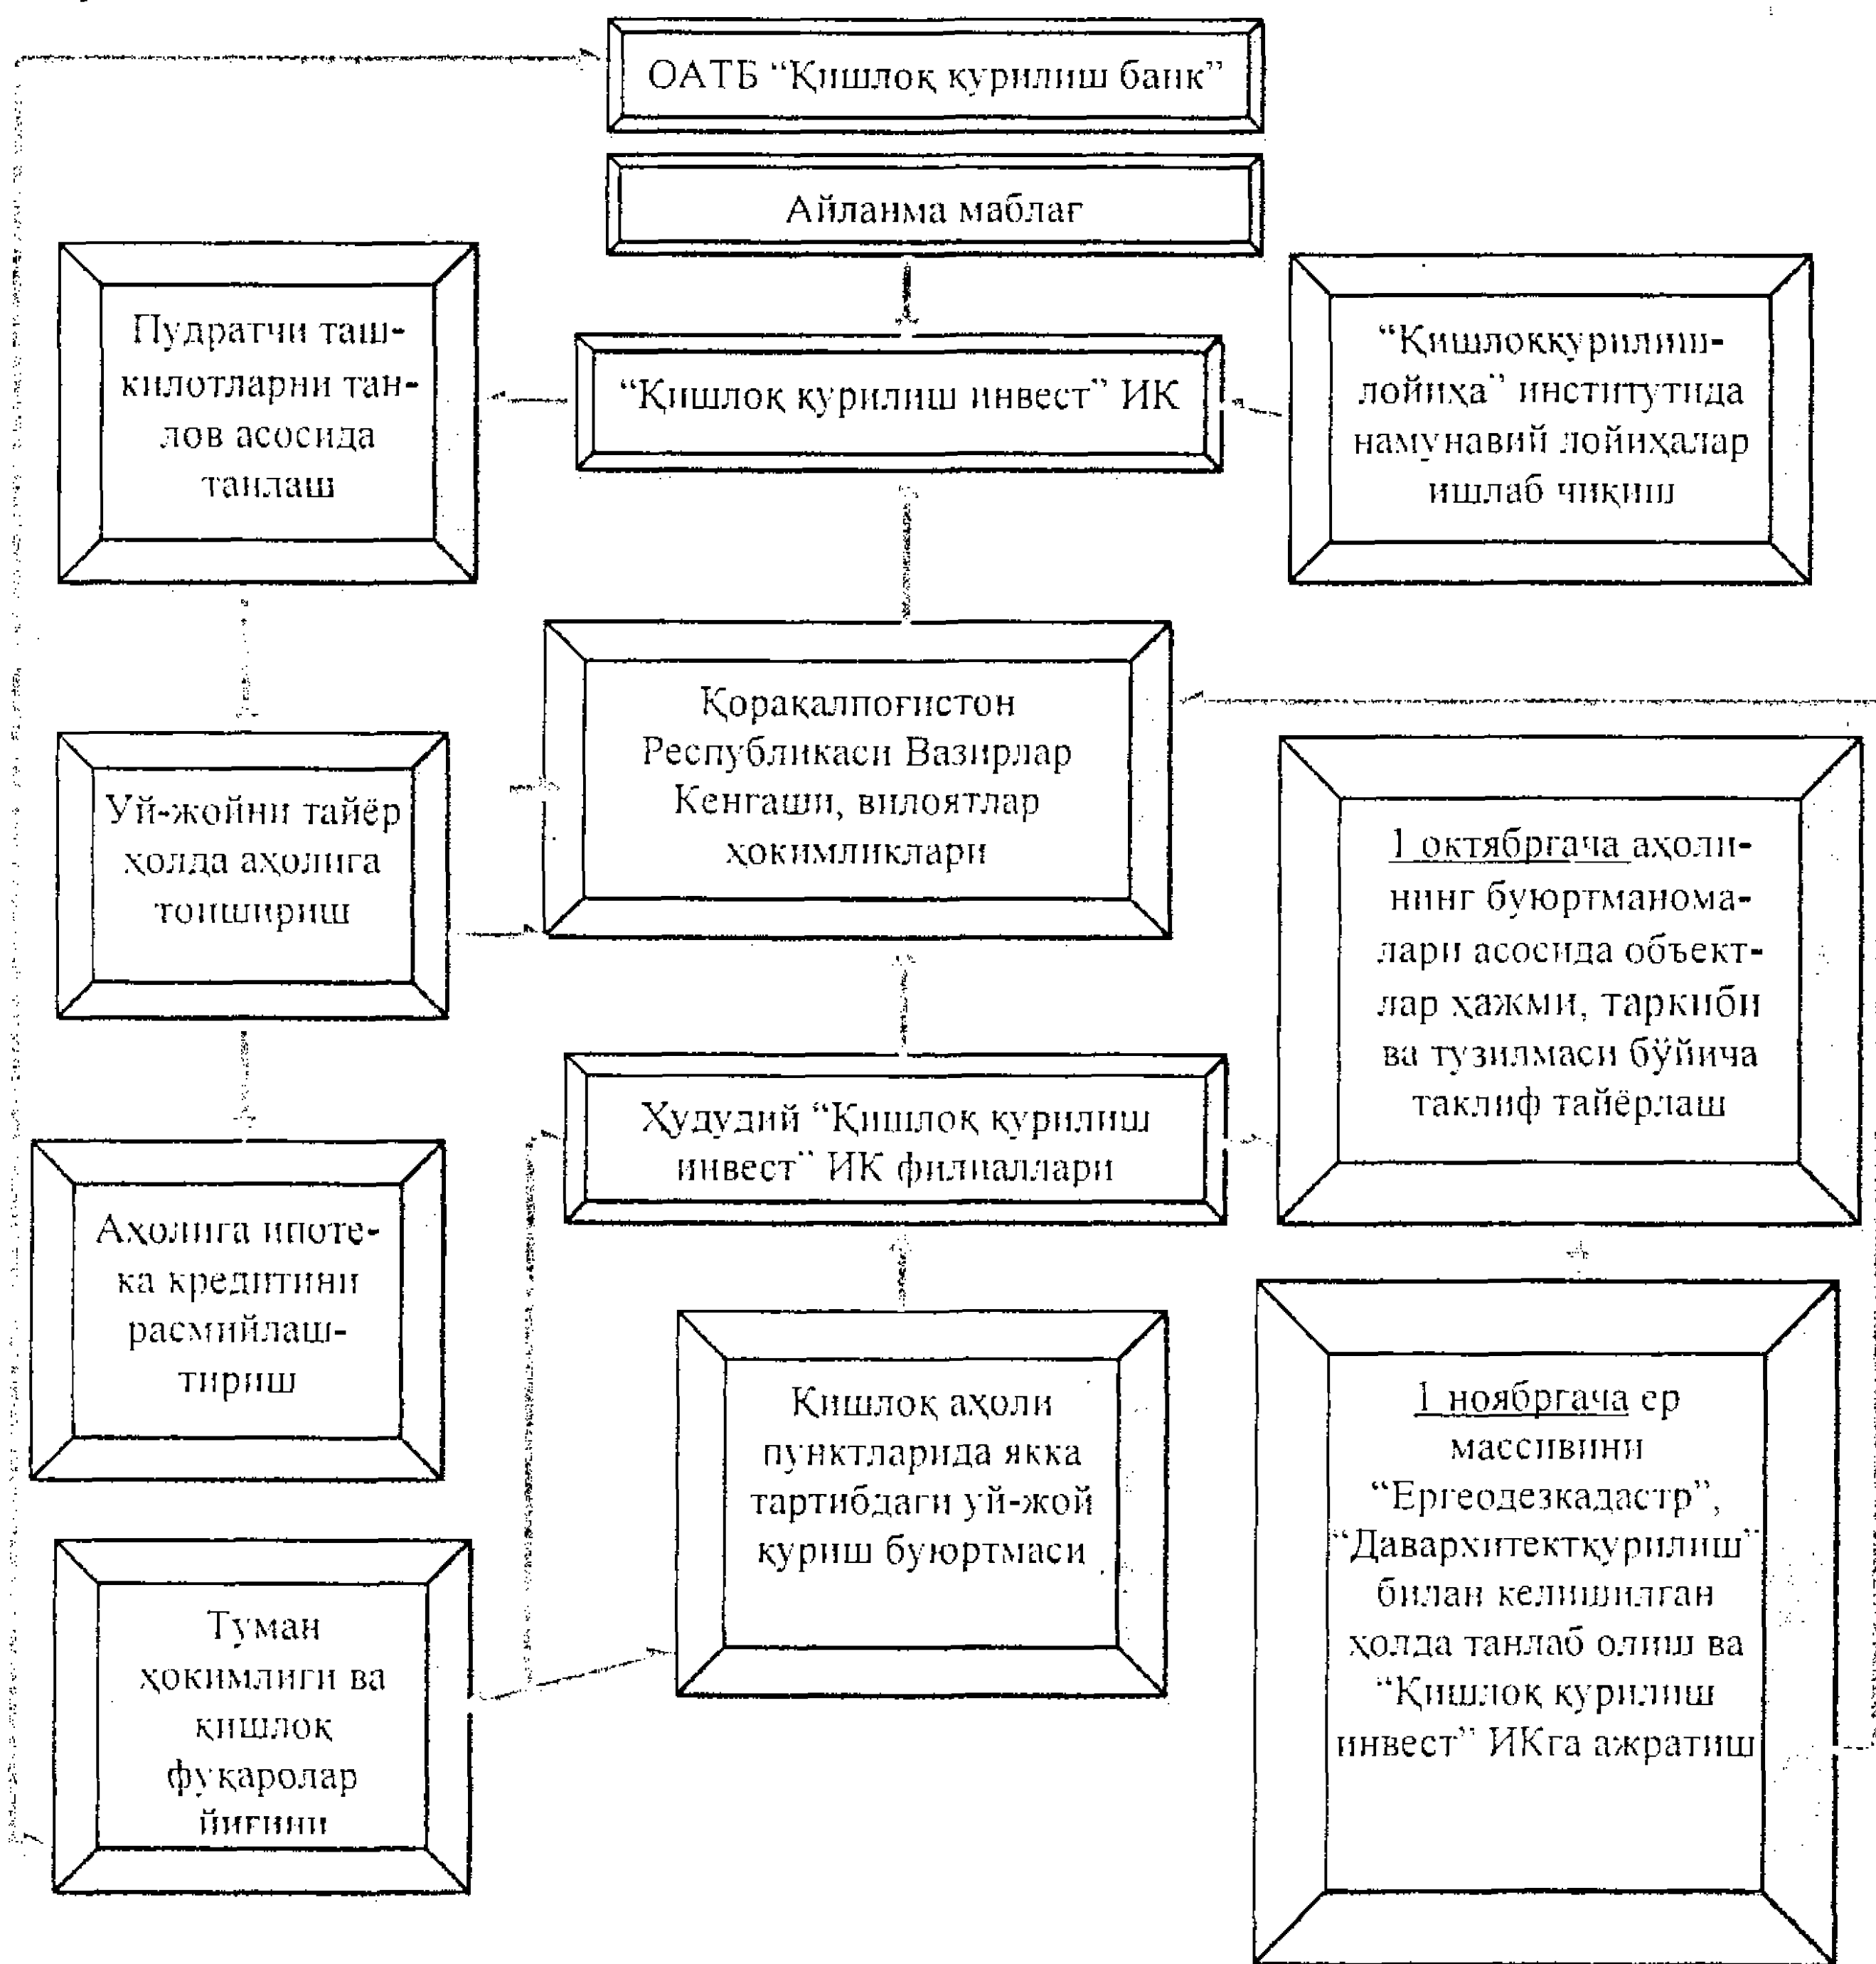 ОАТБ “Қишлоқ қурилиш банк”
Айланма маблағ
Пудратчи таш-
килотларни тан-
лов асосида
танлаш
“Қишлоқ қурилиш инвест” ИК
“Қишлоққурилиш-
лойиҳа” институтида
намунавий лойиҳалар
ишлаб чиқиш
Уй-жойни тайёр
ҳолда аҳолига
топшириш
Қорақалпоғистон
Республикаси Вазирлар
Кенгаши, вилоятлар
ҳокимликлари
1 октябргача аҳоли-
нинг буюртманома-
лари асосида объект-
лар ҳажми, таркиби
ва тузилмаси бўйича
таклиф тайёрлаш
Ҳудудий “Қишлоқ қурилиш
инвест” ИК филиаллари
Аҳолига ипоте-
ка кредитини
расмийлаш-
тириш
Қишлоқ аҳоли
пунктларида якка
тартибдаги уй-жой
қуриш буюртмаси
1 ноябргача ер
массивини
“Ергеодезкадастр”,
“Давархитектқурилиш”
билан келишилган
ҳолда танлаб олиш ва
“Қишлоқ қурилиш
инвест” ИКга ажратиш
Туман
ҳокимлиги ва
қишлоқ
фуқаролар
йиғини